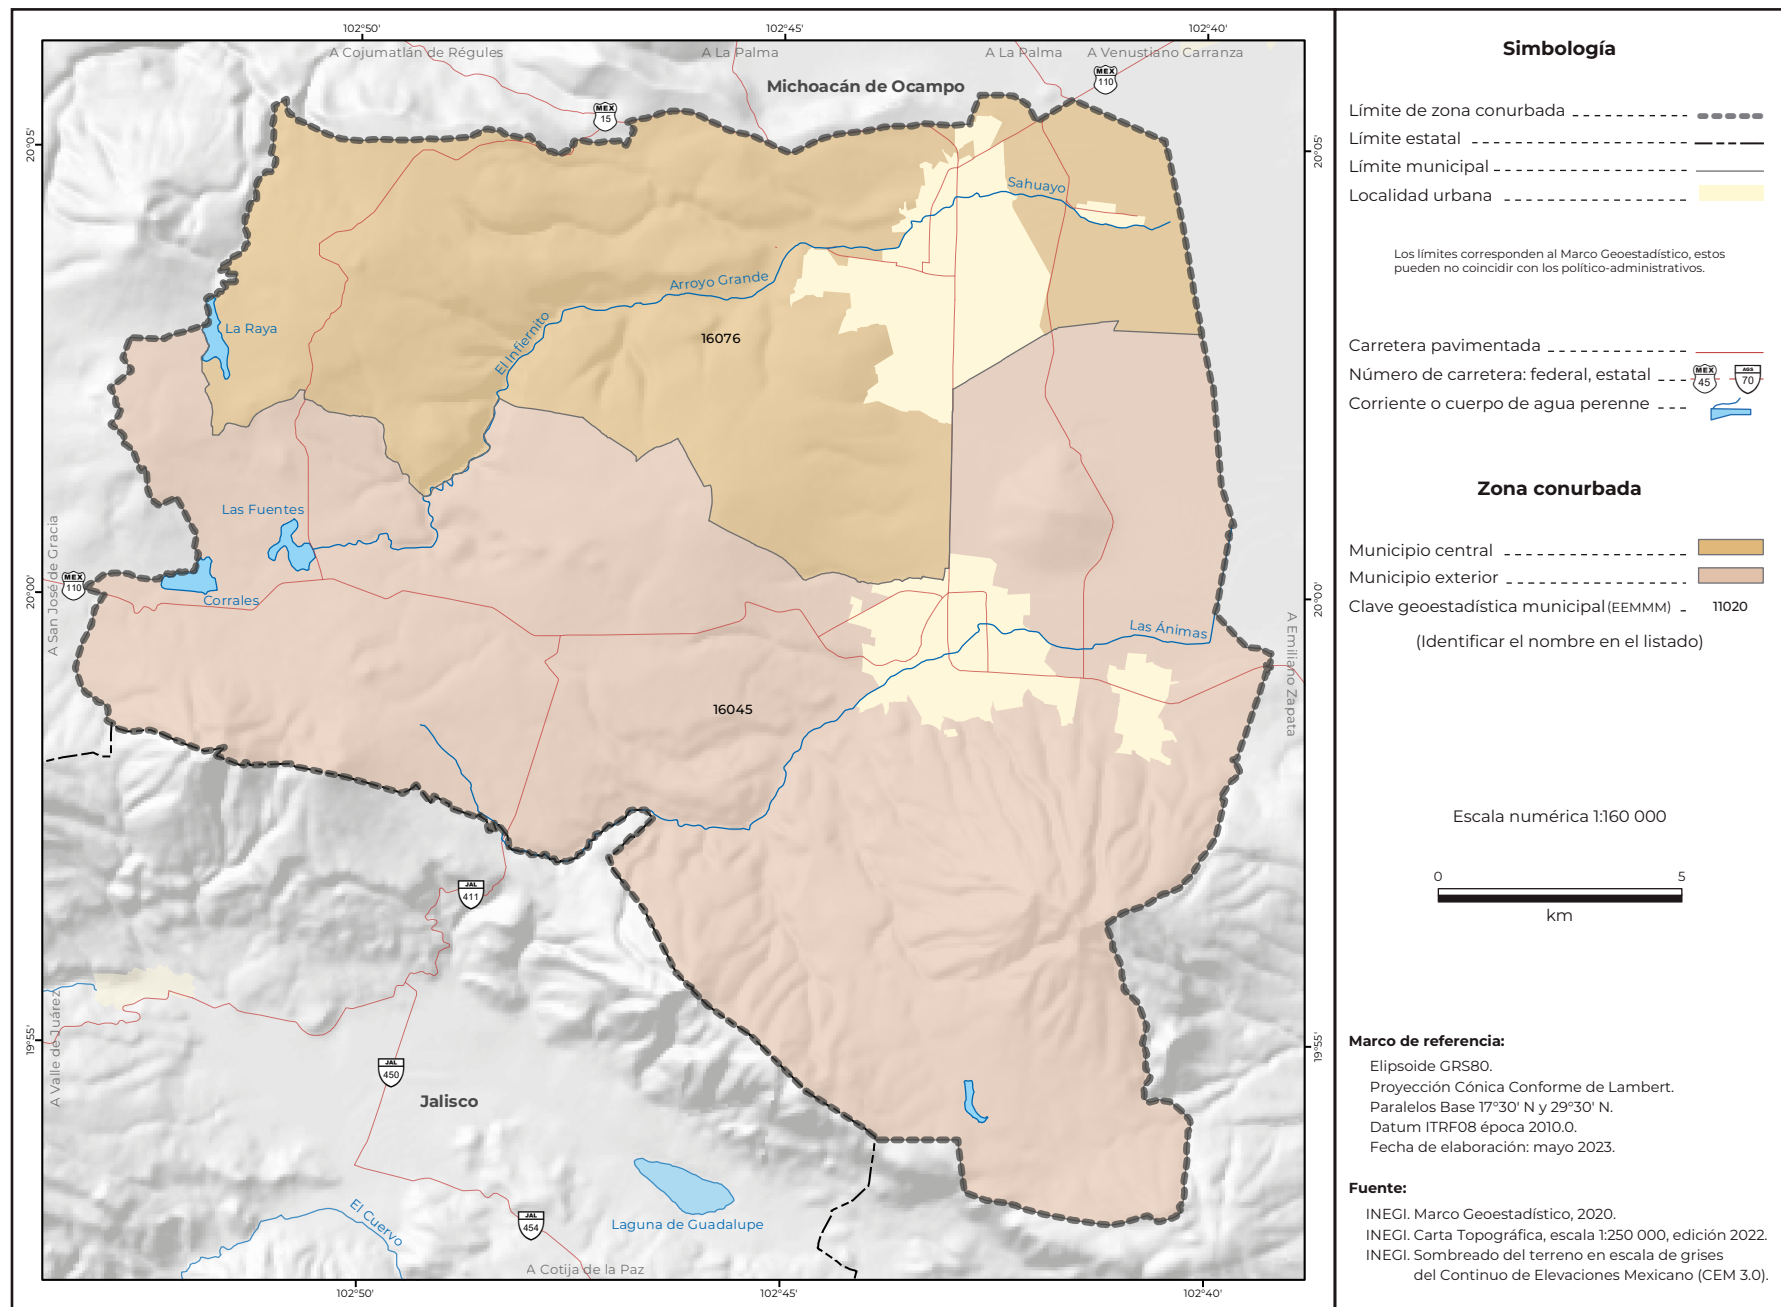 102°50'
102°45'
102°40'
A Cojumatlán de Régules
A La Palma
A La Palma
A Venustiano Carranza
Michoacán de Ocampo
MEX
110
MEX
15
20°05'
20°05'
Sahuayo
Arroyo Grande
La Raya
El Infiernito
16076
Las Fuentes
A San José de Gracia
MEX
110
20°00'
20°00'
Corrales
Las Ánimas
A Emiliano Zapata
16045
JAL
411
19°55'
19°55'
A Valle de Juárez
JAL
450
Jalisco
El Cuervo
Laguna de Guadalupe
JAL
454
A Cotija de la Paz
102°50'
102°45'
102°40'
Simbología
Límite de zona conurbada
Límite estatal
Límite municipal
Localidad urbana
Los límites corresponden al Marco Geoestadístico, estos
pueden no coincidir con los político-administrativos.
Carretera pavimentada
Número de carretera: federal, estatal
MEX
45
AGS
70
Corriente o cuerpo de agua perenne
Zona conurbada
Municipio central
Municipio exterior
Clave geoestadística municipal (EEMMM) 11020
(Identificar el nombre en el listado)
Escala numérica 1:160 000
0 5
km
Marco de referencia:
Elipsoide GRS80.
Proyección Cónica Conforme de Lambert.
Paralelos Base 17°30' N y 29°30' N.
Datum ITRF08 época 2010.0.
Fecha de elaboración: mayo 2023.
Fuente:
INEGI. Marco Geoestadístico, 2020.
INEGI. Carta Topográfica, escala 1:250 000, edición 2022.
INEGI. Sombreado del terreno en escala de grises
del Continuo de Elevaciones Mexicano (CEM 3.0).